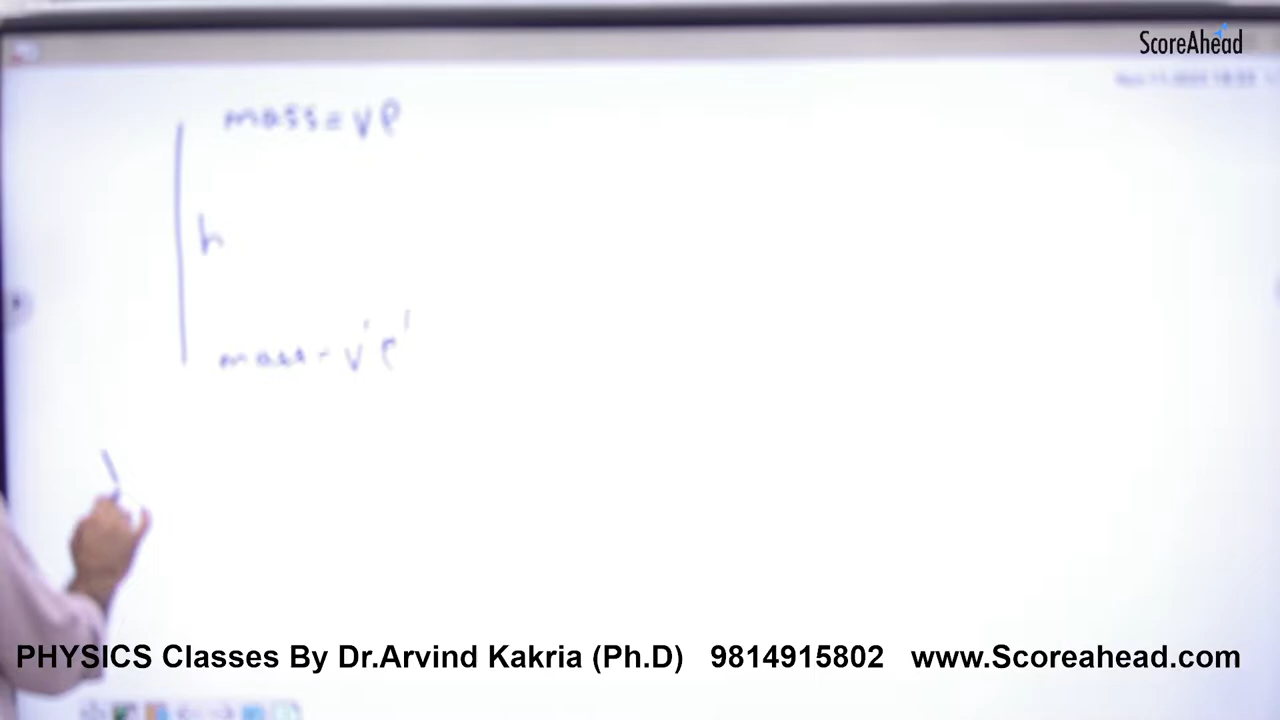 ScoreAhead
mass = vρ
h
mass = v'ρ'
PHYSICS Classes By Dr.Arvind Kakria (Ph.D) 9814915802 www.Scoreahead.com